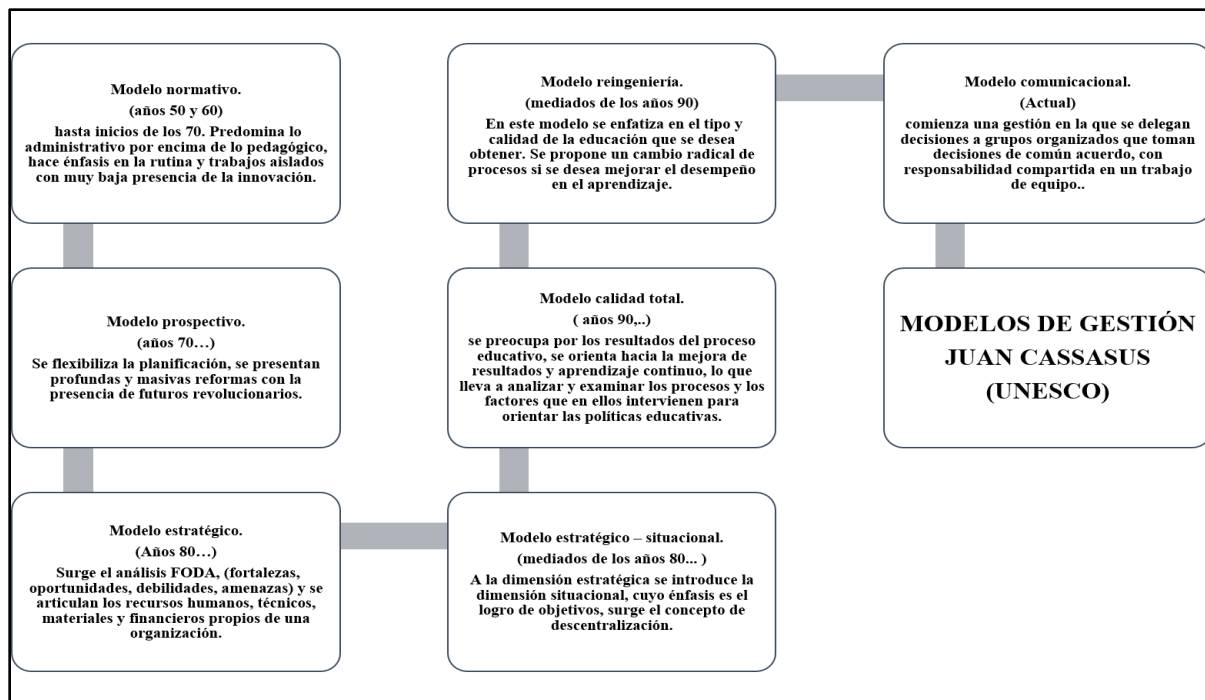 Modelo normativo.
(años 50 y 60)
hasta inicios de los 70. Predomina lo
administrativo por encima de lo pedagógico,
hace énfasis en la rutina y trabajos aislados
con muy baja presencia de la innovación.
Modelo prospectivo.
(años 70…)
Se flexibiliza la planificación, se presentan
profundas y masivas reformas con la
presencia de futuros revolucionarios.
Modelo estratégico.
(Años 80…)
Surge el análisis FODA, (fortalezas,
oportunidades, debilidades, amenazas) y se
articulan los recursos humanos, técnicos,
materiales y financieros propios de una
organización.
Modelo estratégico – situacional.
(mediados de los años 80... )
A la dimensión estratégica se introduce la
dimensión situacional, cuyo énfasis es el
logro de objetivos, surge el concepto de
descentralización.
Modelo calidad total.
( años 90,..)
se preocupa por los resultados del proceso
educativo, se orienta hacia la mejora de
resultados y aprendizaje continuo, lo que
lleva a analizar y examinar los procesos y los
factores que en ellos intervienen para
orientar las políticas educativas.
Modelo reingeniería.
(mediados de los años 90)
En este modelo se enfatiza en el tipo y
calidad de la educación que se desea
obtener. Se propone un cambio radical de
procesos si se desea mejorar el desempeño
en el aprendizaje.
Modelo comunicacional.
(Actual)
comienza una gestión en la que se delegan
decisiones a grupos organizados que toman
decisiones de común acuerdo, con
responsabilidad compartida en un trabajo
de equipo..
MODELOS DE GESTIÓN
JUAN CASSASUS
(UNESCO)